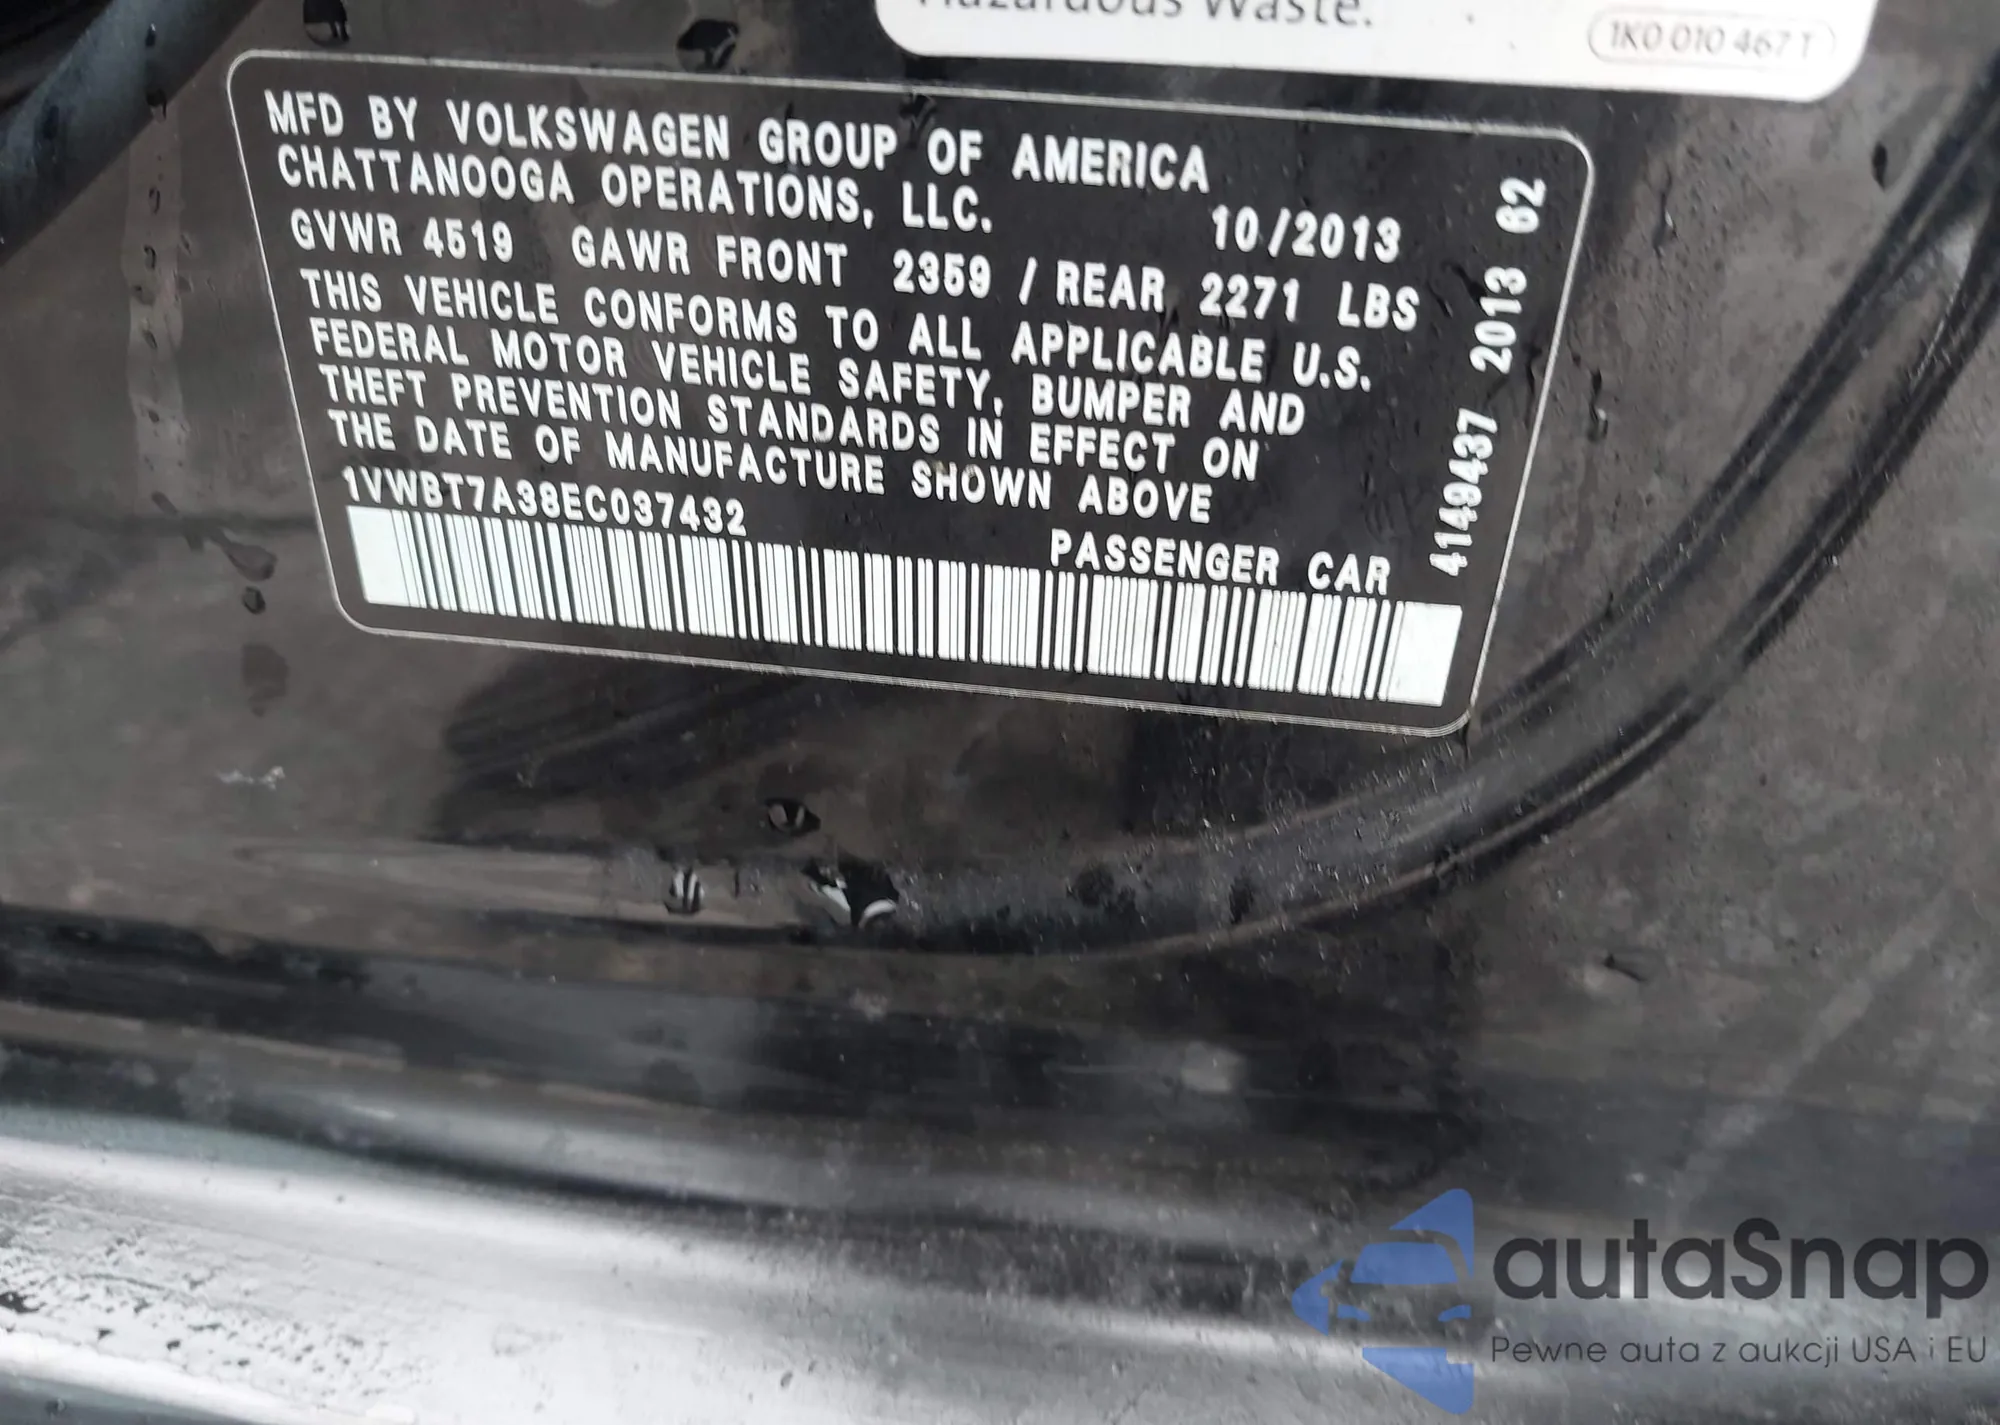 Hazardous Waste.
1K0 010 467 T
MFD BY VOLKSWAGEN GROUP OF AMERICA
CHATTANOOGA OPERATIONS, LLC.
10/2013
GVWR 4519 GAWR FRONT 2359 / REAR 2271 LBS
THIS VEHICLE CONFORMS TO ALL APPLICABLE U.S.
FEDERAL MOTOR VEHICLE SAFETY, BUMPER AND
THEFT PREVENTION STANDARDS IN EFFECT ON
THE DATE OF MANUFACTURE SHOWN ABOVE
1VWBT7A38EC037432
PASSENGER CAR
4149437 2013 62
autaSnap
Pewne auta z aukcji USA i EU